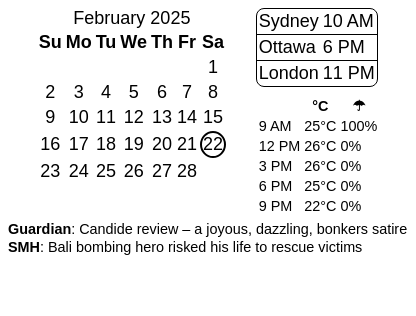 February 2025
Su Mo Tu We Th Fr Sa
1
2 3 4 5 6 7 8
9 10 11 12 13 14 15
16 17 18 19 20 21 22
23 24 25 26 27 28
Sydney 10 AM
Ottawa 6 PM
London 11 PM
°C ☂
9 AM 25°C 100%
12 PM 26°C 0%
3 PM 26°C 0%
6 PM 25°C 0%
9 PM 22°C 0%
Guardian: Candide review – a joyous, dazzling, bonkers satire
SMH: Bali bombing hero risked his life to rescue victims